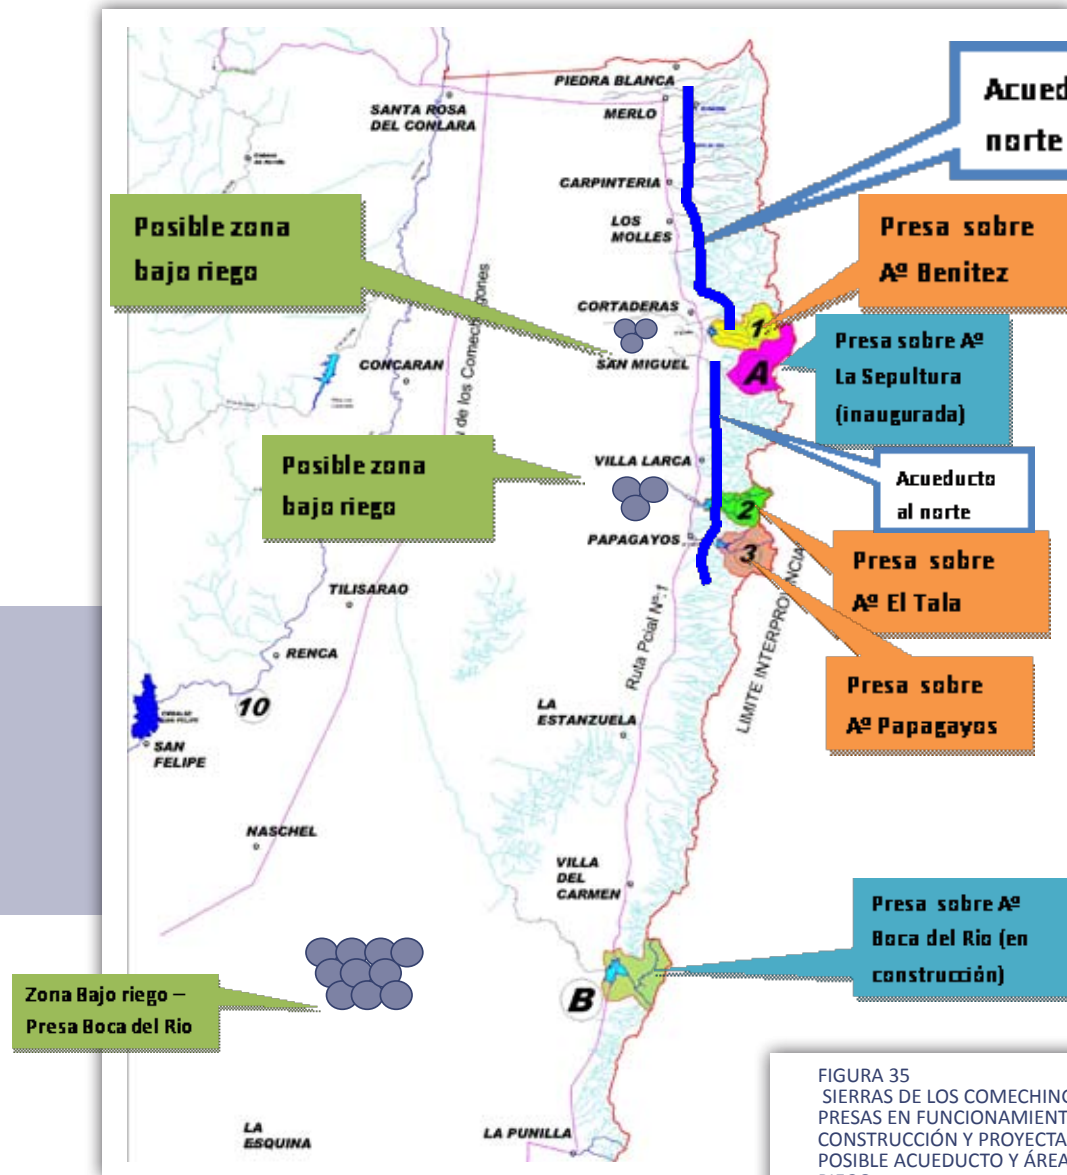 PIEDRA BLANCA
Acued
norte
SANTA ROSA
DEL CONLARA
MERLO
CARPINTERIA
Posible zona
bajo riego
LOS
MOLLES
Presa sobre
Aº Benitez
CORTADERAS
1
Presa sobre Aº
La Sepultura
(inaugurada)
CONCARAN
SAN MIGUEL
A
de los Comechingones
Posible zona
bajo riego
VILLA LARCA
Acueducto
al norte
2
PAPAGAYOS
3
Presa sobre
Aº El Tala
TILISARAO
Ruta Pcial Nº:1
LIMITE INTERPROVINCIAL
RENCA
10
Presa sobre
Aº Papagayos
LA
ESTANZUELA
SAN
FELIPE
NASCHEL
VILLA
DEL
CARMEN
Presa sobre Aº
Boca del Rio (en
construcción)
B
Zona Bajo riego –
Presa Boca del Rio
LA
ESQUINA
LA PUNILLA
FIGURA 35
SIERRAS DE LOS COMECHING
PRESAS EN FUNCIONAMIENT
CONSTRUCCIÓN Y PROYECTA
POSIBLE ACUEDUCTO Y ÁREA